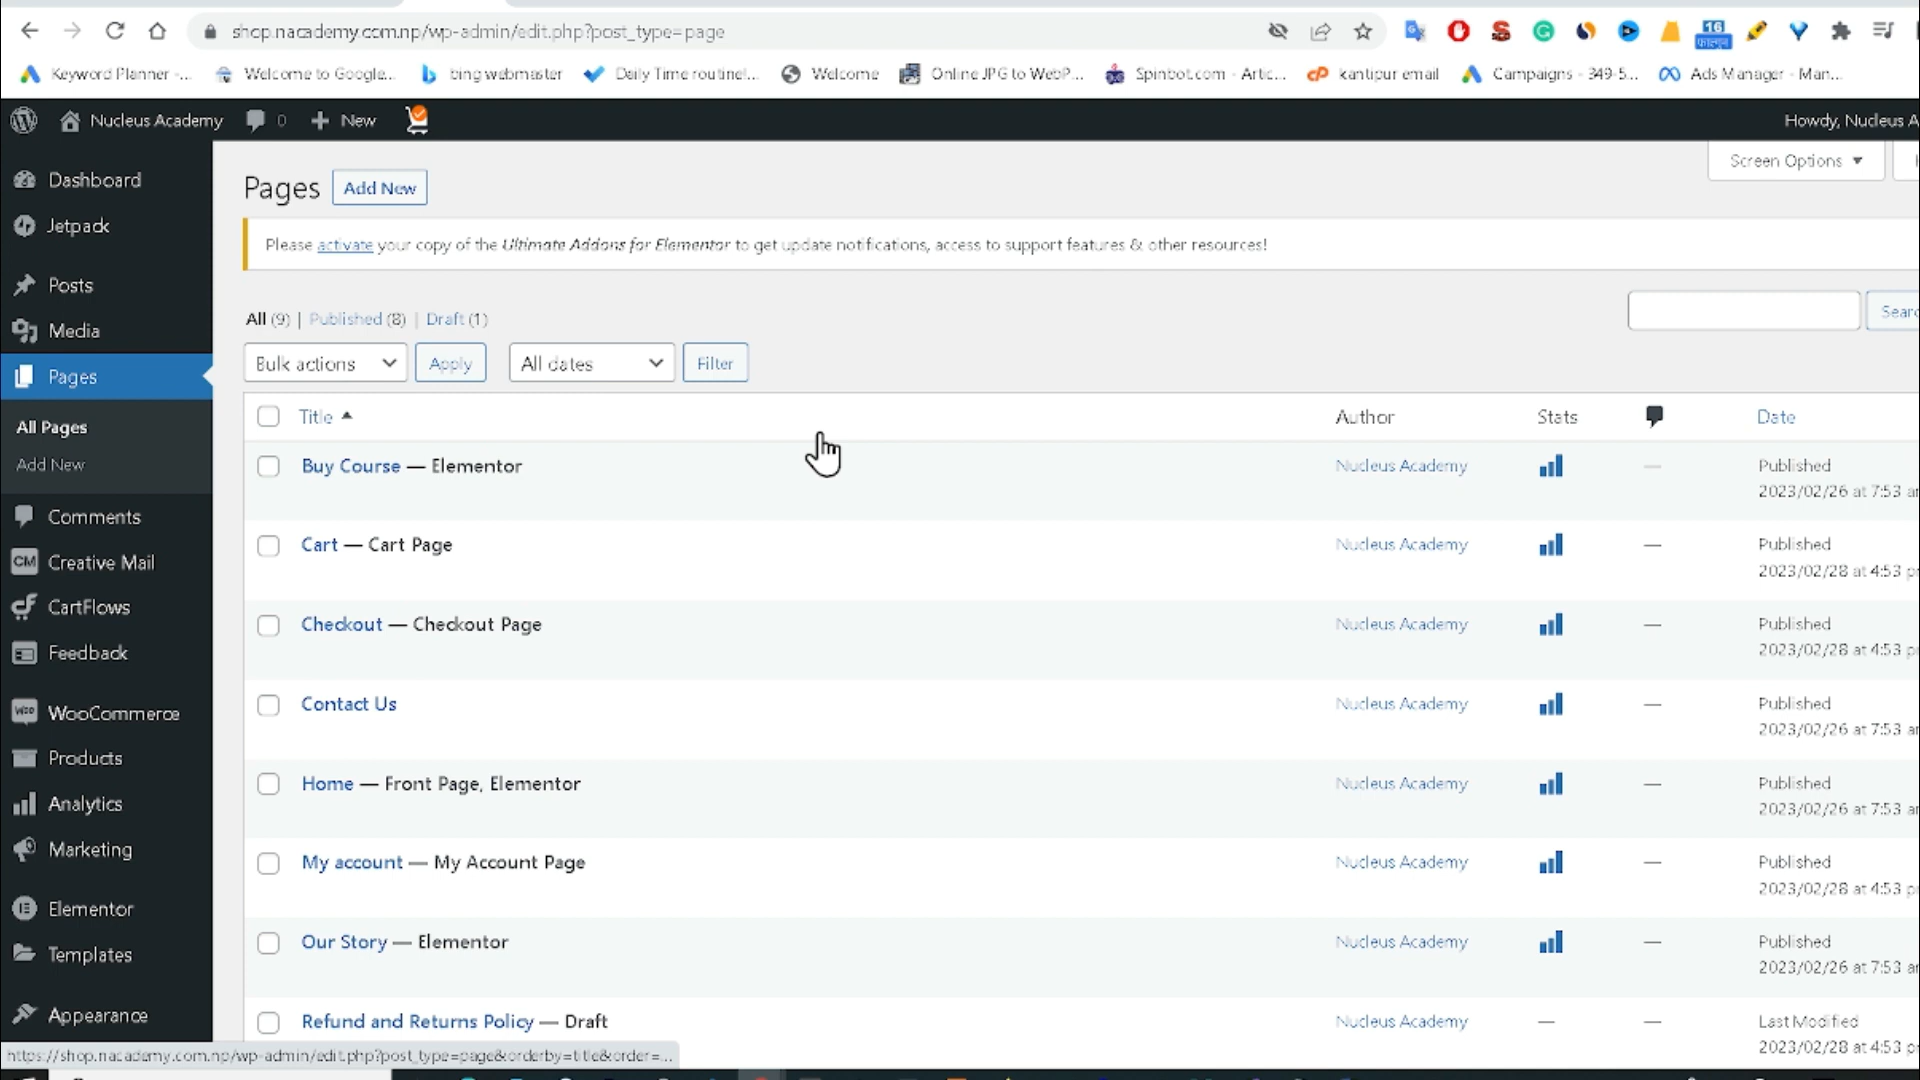 shop.nacademy.com.np/wp-admin/edit.php?post_type=page
16
Keyword Planner -...
Welcome to Google...
bing webmaster
Daily Time routinel...
Welcome
Online JPG to WebP...
Spinbot.com - Artic...
kantipur email
Campaigns - 349-5...
Ads Manager - Man...
Nucleus Academy
0
New
Howdy, Nucleus A
Dashboard
Jetpack
Posts
Media
Pages
All Pages
Add New
Comments
CM Creative Mail
CartFlows
Feedback
Woo WooCommerce
Products
Analytics
Marketing
Elementor
Templates
Appearance
Screen Options
Pages
Add New
Please activate your copy of the Ultimate Addons for Elementor to get update notifications, access to support features & other resources!
All (9) | Published (8) | Draft (1)
Searc
Bulk actions
Apply
All dates
Filter
Title Author Stats Date
Buy Course — Elementor Nucleus Academy — Published
2023/02/26 at 7:53 ar
Cart — Cart Page Nucleus Academy — Published
2023/02/28 at 4:53 p
Checkout — Checkout Page Nucleus Academy — Published
2023/02/28 at 4:53 p
Contact Us Nucleus Academy — Published
2023/02/26 at 7:53 ar
Home — Front Page, Elementor Nucleus Academy — Published
2023/02/26 at 7:53 ar
My account — My Account Page Nucleus Academy — Published
2023/02/28 at 4:53 p
Our Story — Elementor Nucleus Academy — Published
2023/02/26 at 7:53 ar
Refund and Returns Policy — Draft Nucleus Academy — — Last Modified
2023/02/28 at 4:53 p
https://shop.nacademy.com.np/wp-admin/edit.php?post_type=page&orderby=title&order=...